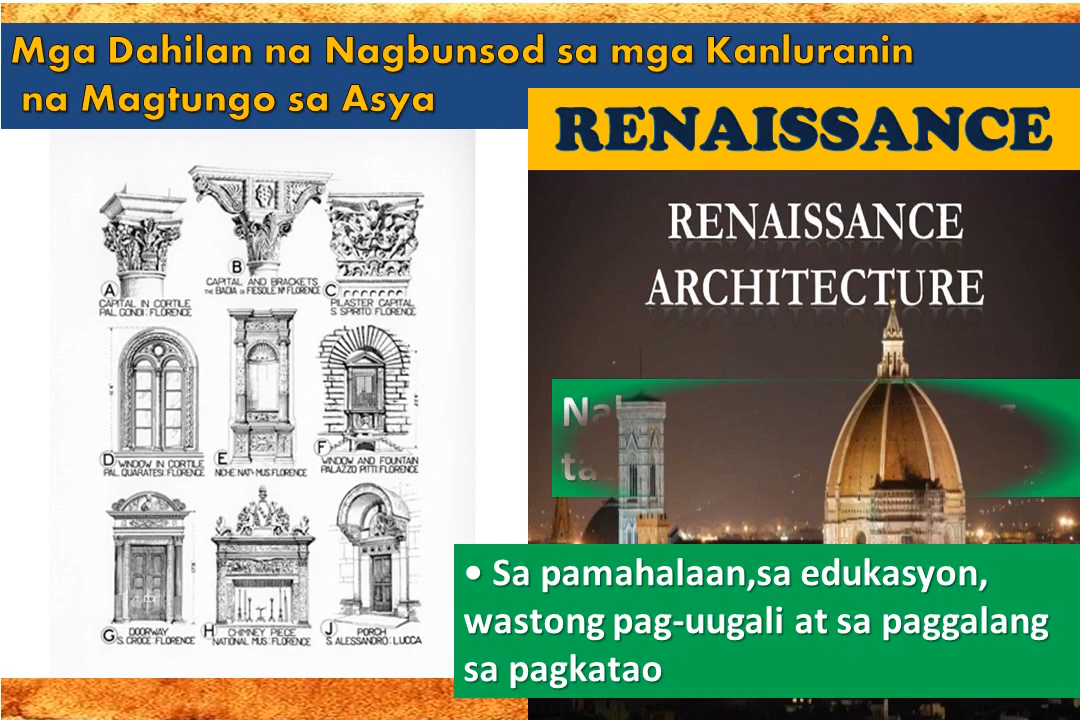 Mga Dahilan na Nagbunsod sa mga Kanluranin
na Magtungo sa Asya
RENAISSANCE
RENAISSANCE
ARCHITECTURE
A
CAPITAL IN CORTILE
PAL. GONDI: FLORENCE
B
CAPITAL AND BRACKETS
THE BADIA DI FIESOLE Nº FLORENCE
C
PILASTER CAPITAL
S. SPIRITO: FLORENCE
D WINDOW IN CORTILE
PAL. QUARATESI: FLORENCE
E
NICHE NATL MUS: FLORENCE
F
WINDOW AND FOUNTAIN
PALAZZO PITTI: FLORENCE
G DOORWAY
S. CROCE FLORENCE
H CHIMNEY PIECE
NATIONAL MUS: FLORENCE
J PORCH
S. ALESSANDRO: LUCCA
• Sa pamahalaan,sa edukasyon,
wastong pag-uugali at sa paggalang
sa pagkatao